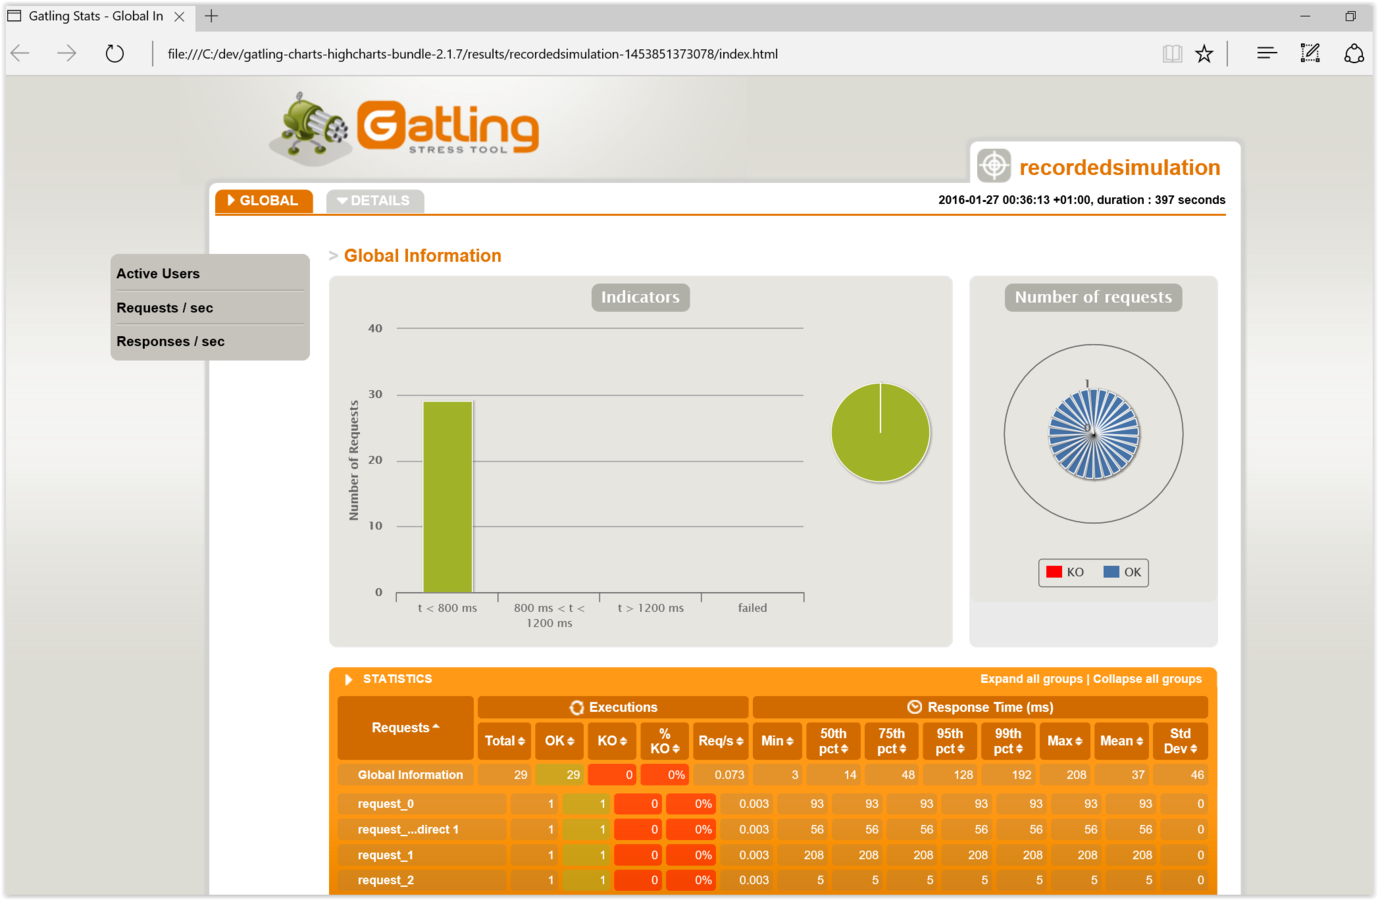 Gatling Stats - Global In
file:///C:/dev/gatling-charts-highcharts-bundle-2.1.7/results/recordedsimulation-1453851373078/index.html
Gatling
STRESS TOOL
recordedsimulation
GLOBAL DETAILS
2016-01-27 00:36:13 +01:00, duration : 397 seconds
Active Users
Requests / sec
Responses / sec
> Global Information
Indicators
Number of Requests
40
30
20
10
0
t < 800 ms
800 ms < t <
1200 ms
t > 1200 ms
failed
Number of requests
1
0
KO OK
STATISTICS Expand all groups | Collapse all groups
Requests Executions Response Time (ms)
Total OK KO % KO Req/s Min 50th pct 75th pct 95th pct 99th pct Max Mean Std Dev
Global Information 29 29 0 0% 0.073 3 14 48 128 192 208 37 46
request_0 1 1 0 0% 0.003 93 93 93 93 93 93 93 0
request_...direct 1 1 1 0 0% 0.003 56 56 56 56 56 56 56 0
request_1 1 1 0 0% 0.003 208 208 208 208 208 208 208 0
request_2 1 1 0 0% 0.003 5 5 5 5 5 5 5 0